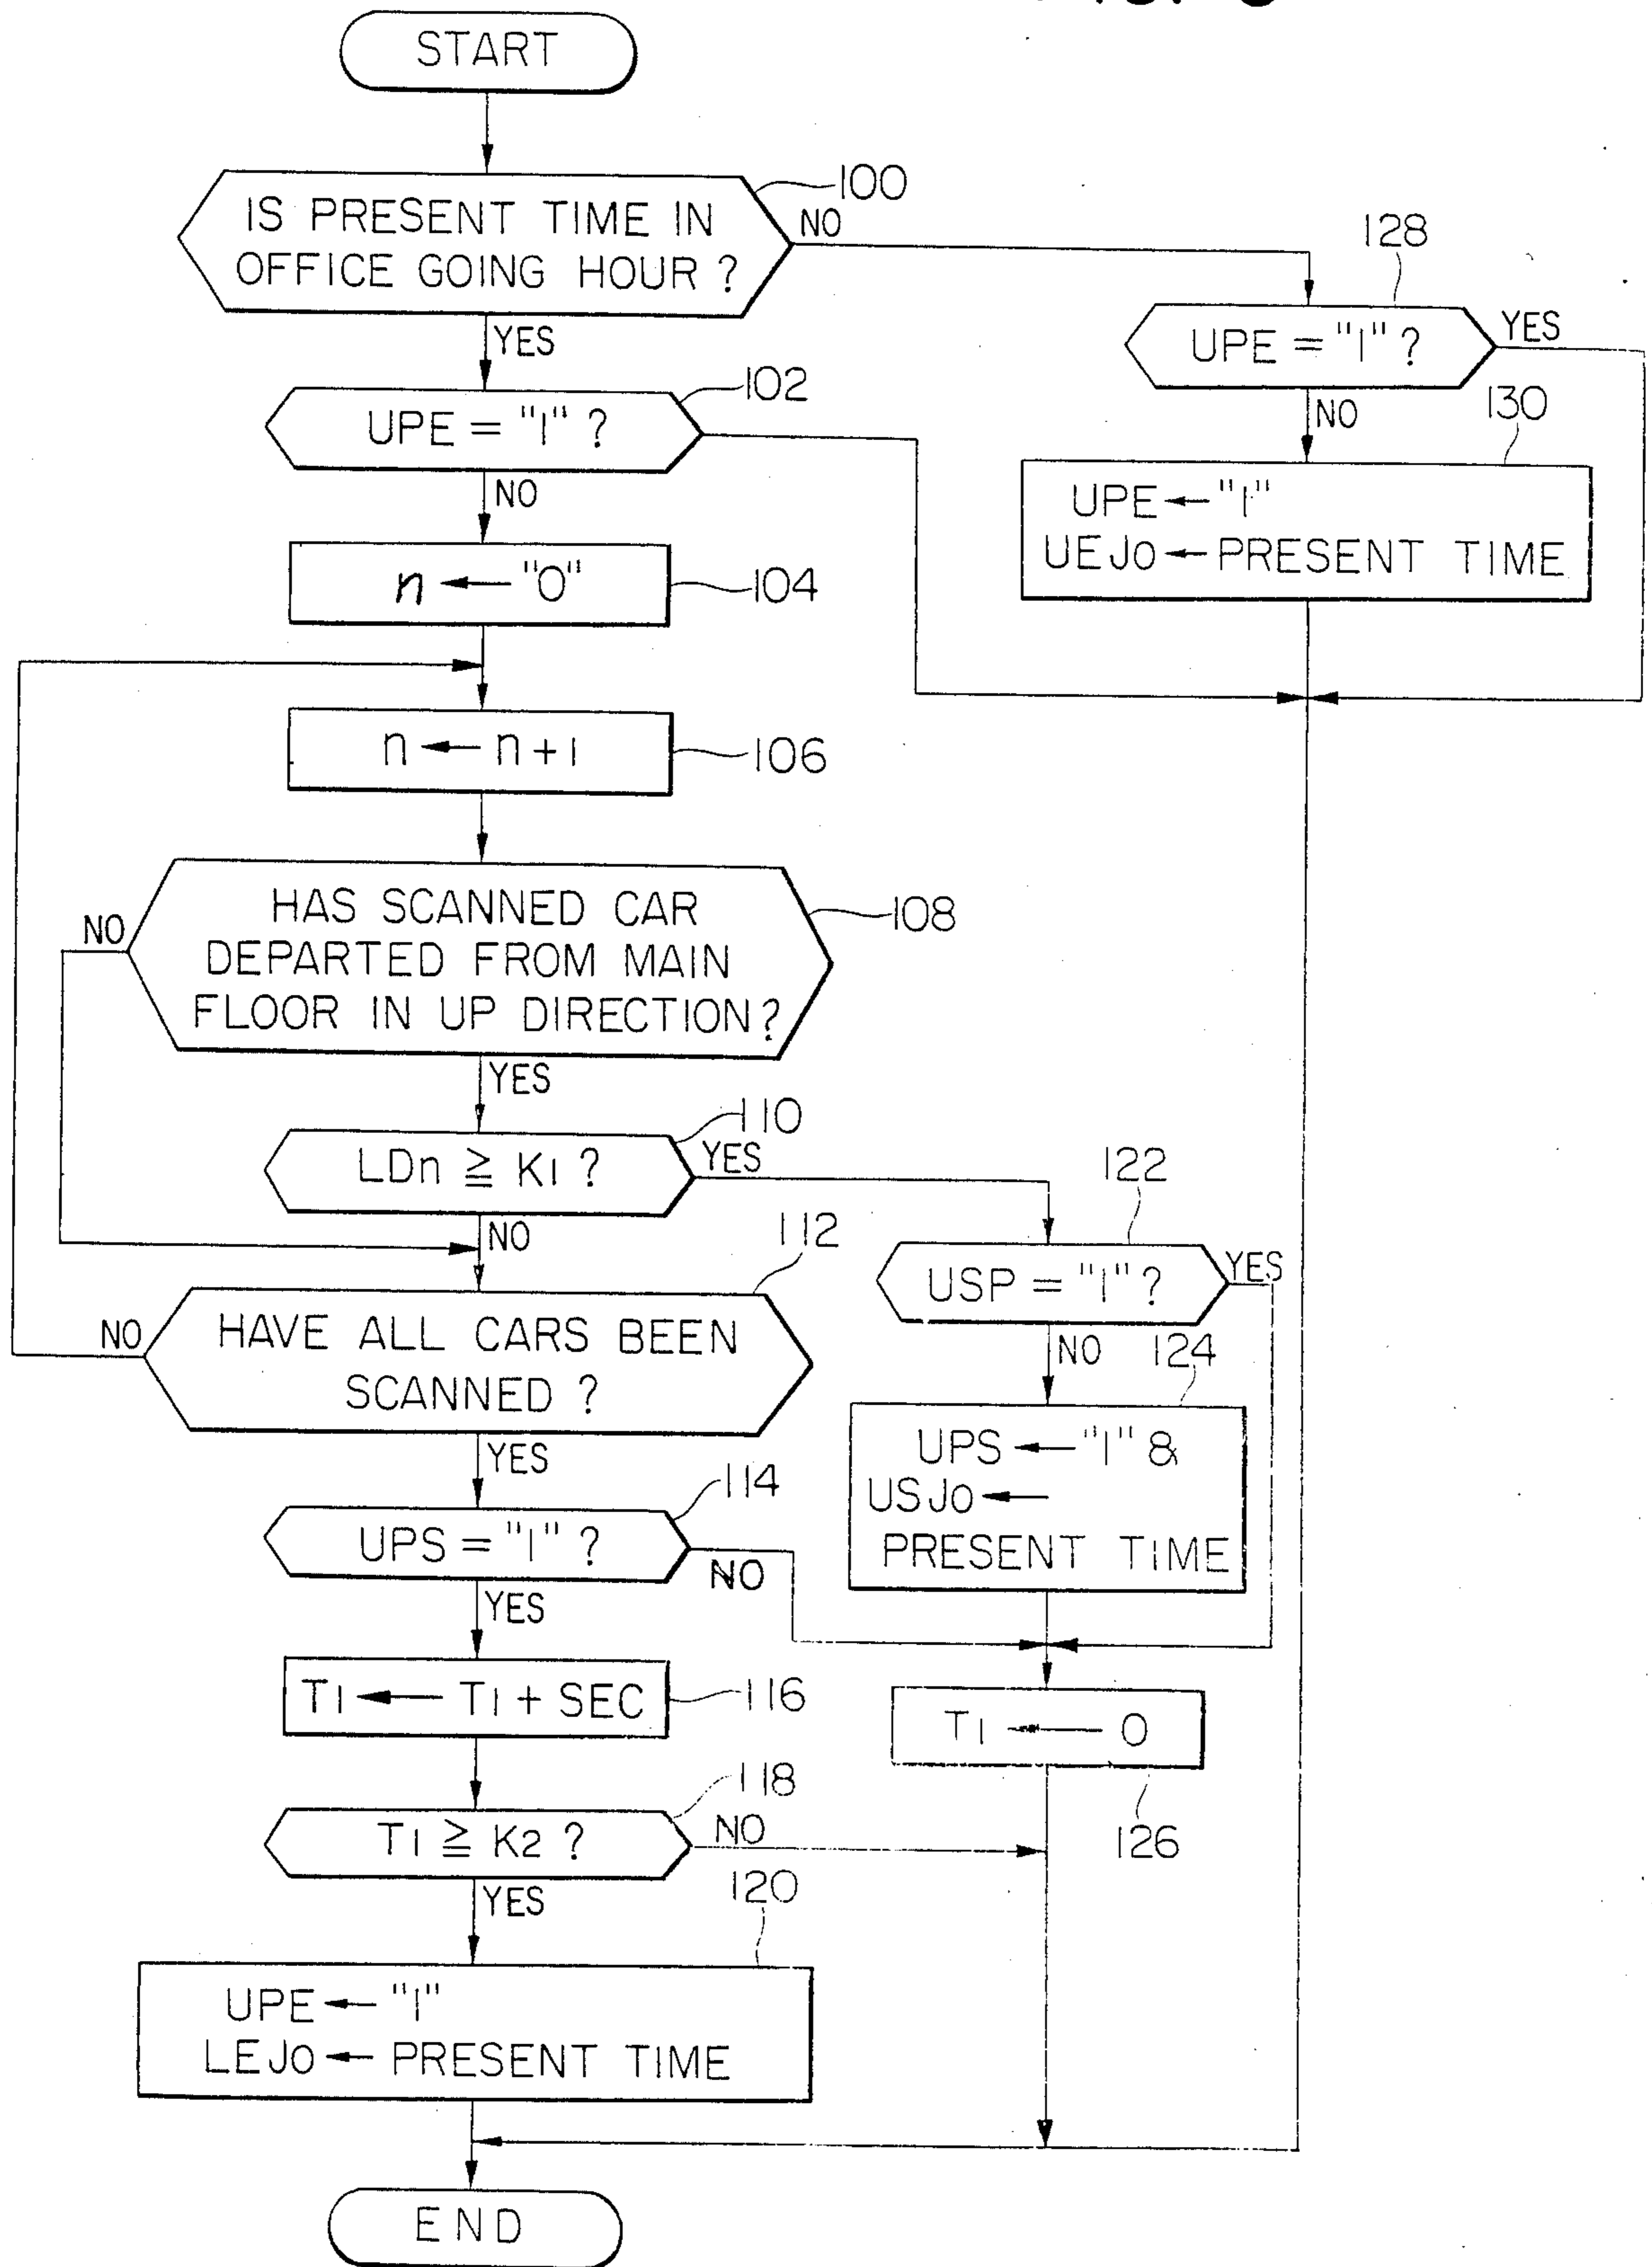 START
100
IS PRESENT TIME IN
OFFICE GOING HOUR ?
NO
YES
128
UPE = "1" ?
YES
NO
130
UPE ← "1"
UEJo ← PRESENT TIME
102
UPE = "1" ?
NO
n ← "0"
104
n ← n + 1
106
HAS SCANNED CAR
DEPARTED FROM MAIN
FLOOR IN UP DIRECTION ?
108
NO
YES
110
LDn ≧ K1 ?
YES
NO
112
HAVE ALL CARS BEEN
SCANNED ?
NO
YES
122
USP = "1" ?
YES
NO
124
UPS ← "1" &
USJo ←
PRESENT TIME
114
UPS = "1" ?
NO
YES
T1 ← T1 + SEC
116
T1 ← 0
126
118
T1 ≧ K2 ?
NO
YES
120
UPE ← "1"
LEJo ← PRESENT TIME
END